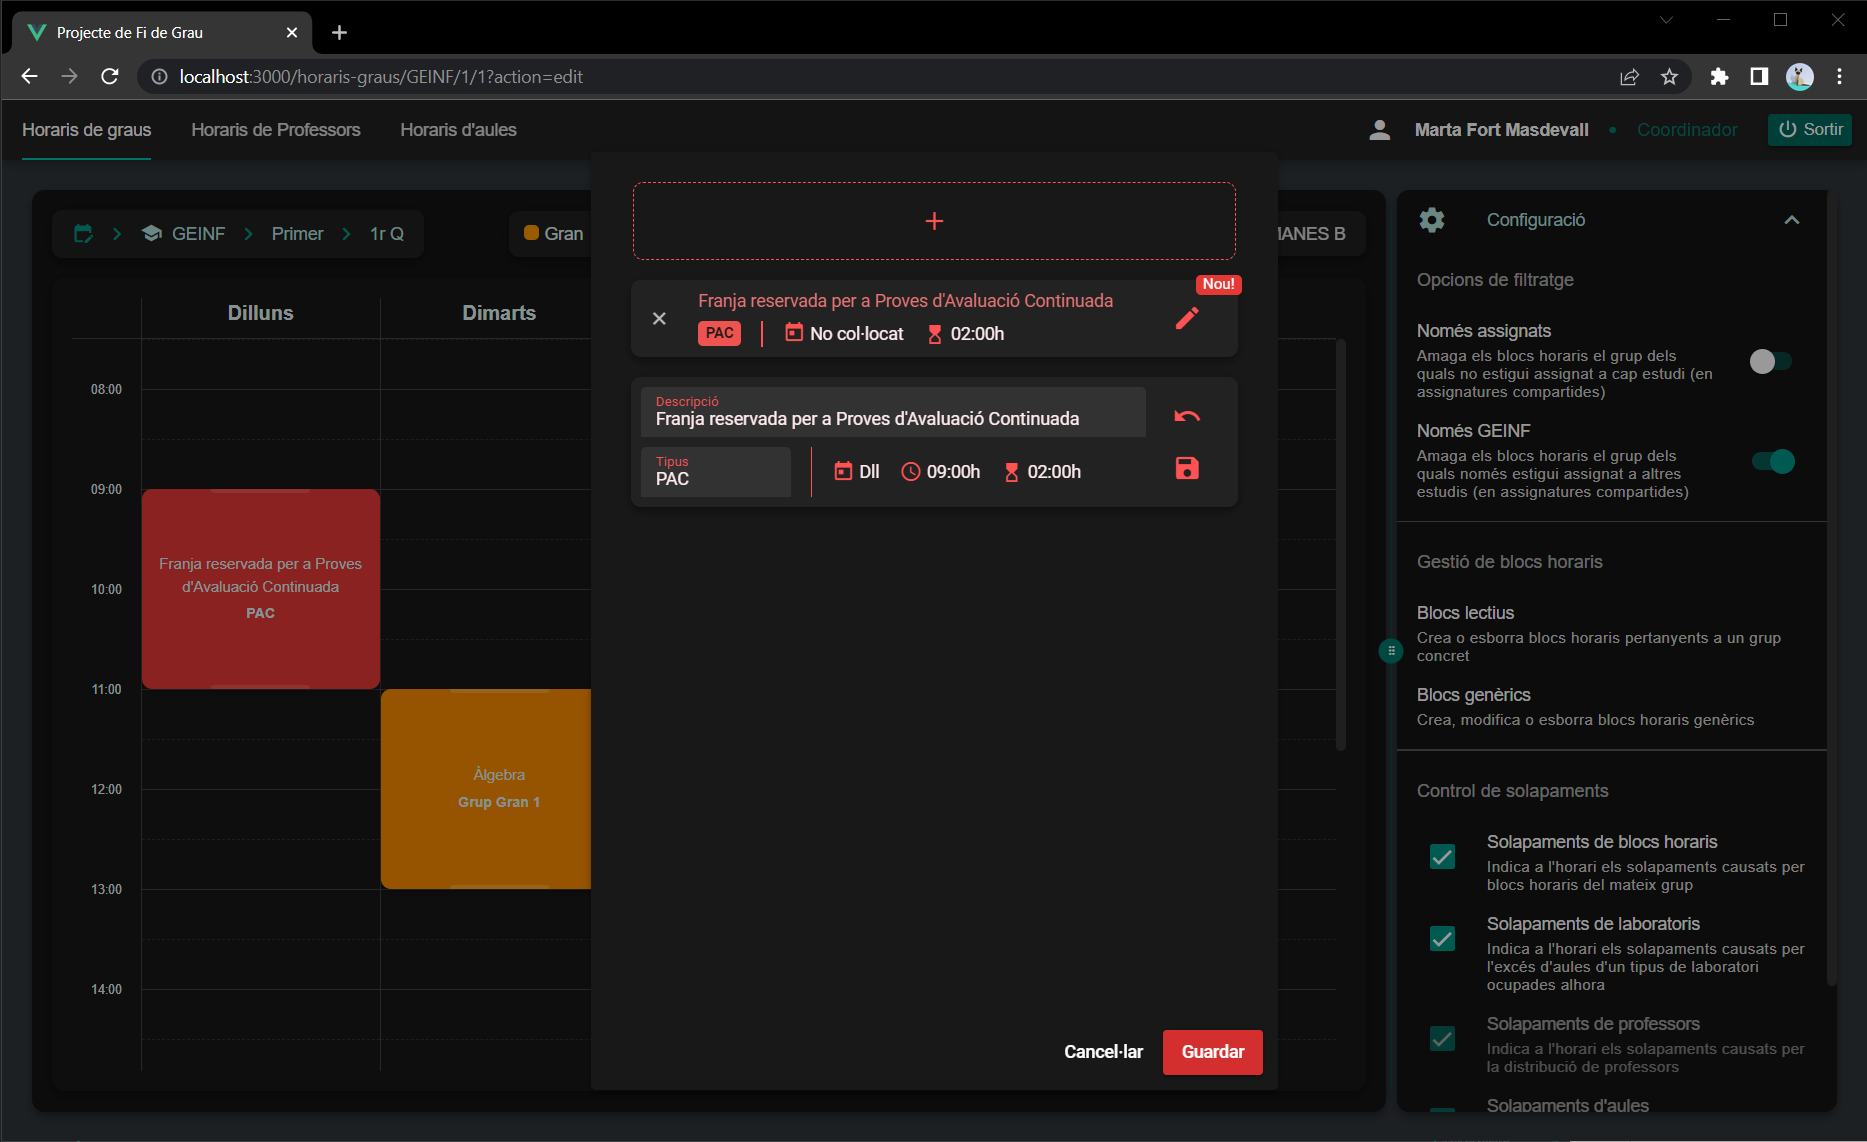 Projecte de Fi de Grau
localhost:3000/horaris-graus/GEINF/1/1?action=edit
Horaris de graus
Horaris de Professors
Horaris d'aules
Marta Fort Masdevall
Coordinador
Sortir
GEINF
Primer
1r Q
Gran
MANES B
Dilluns
Dimarts
08:00
09:00
10:00
11:00
12:00
13:00
14:00
Franja reservada per a Proves
d'Avaluació Continuada
PAC
Àlgebra
Grup Gran 1
Nou!
Franja reservada per a Proves d'Avaluació Continuada
PAC
No col·locat
02:00h
Descripció
Franja reservada per a Proves d'Avaluació Continuada
Tipus
PAC
Dll
09:00h
02:00h
Cancel·lar
Guardar
Configuració
Opcions de filtratge
Només assignats
Amaga els blocs horaris el grup dels
quals no estigui assignat a cap estudi (en
assignatures compartides)
Només GEINF
Amaga els blocs horaris el grup dels
quals només estigui assignat a altres
estudis (en assignatures compartides)
Gestió de blocs horaris
Blocs lectius
Crea o esborra blocs horaris pertanyents a un grup
concret
Blocs genèrics
Crea, modifica o esborra blocs horaris genèrics
Control de solapaments
Solapaments de blocs horaris
Indica a l'horari els solapaments causats per
blocs horaris del mateix grup
Solapaments de laboratoris
Indica a l'horari els solapaments causats per
l'excés d'aules d'un tipus de laboratori
ocupades alhora
Solapaments de professors
Indica a l'horari els solapaments causats per
la distribució de professors
Solapaments d'aules